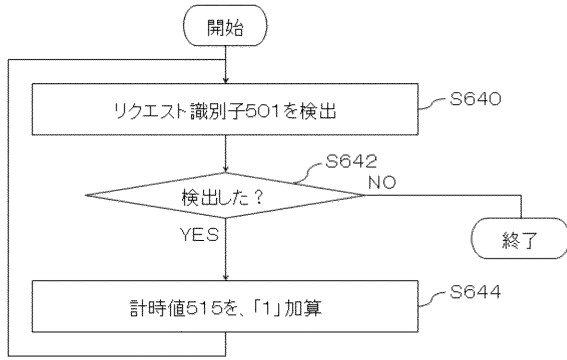 開始
リクエスト識別子501を検出
S640
S642
検出した？
NO
YES
終了
計時値515を、「1」加算
S644